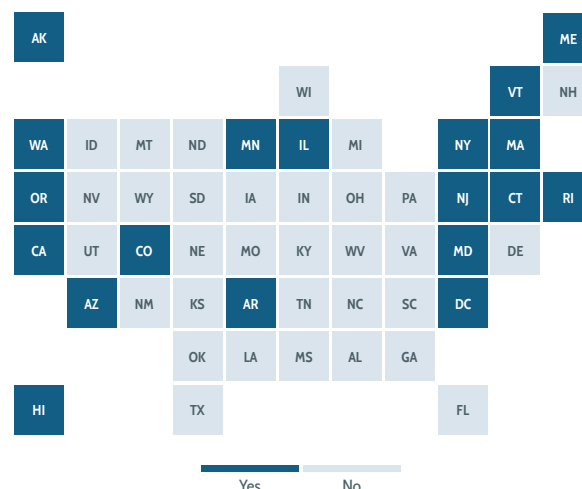 AK ME
WI VT NH
WA ID MT ND MN IL MI NY MA
OR NV WY SD IA IN OH PA NJ CT RI
CA UT CO NE MO KY WV VA MD DE
AZ NM KS AR TN NC SC DC
OK LA MS AL GA
HI TX FL
Yes No